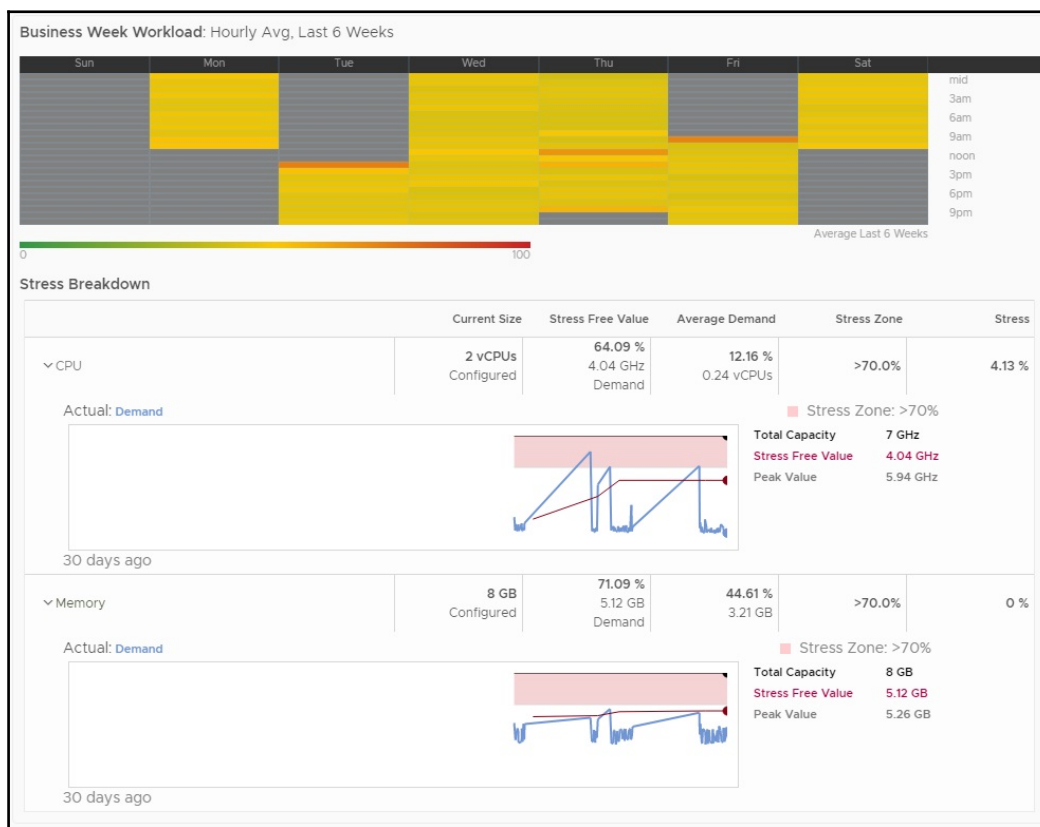 Business Week Workload: Hourly Avg, Last 6 Weeks
Sun Mon Tue Wed Thu Fri Sat
mid
3am
6am
9am
noon
3pm
6pm
9pm
Average Last 6 Weeks
0 100
Stress Breakdown
Current Size Stress Free Value Average Demand Stress Zone Stress
CPU
2 vCPUs
Configured
64.09 %
4.04 GHz
Demand
12.16 %
0.24 vCPUs
>70.0%
4.13 %
Actual: Demand
Stress Zone: >70%
Total Capacity 7 GHz
Stress Free Value 4.04 GHz
Peak Value 5.94 GHz
30 days ago
Memory
8 GB
Configured
71.09 %
5.12 GB
Demand
44.61 %
3.21 GB
>70.0%
0 %
Actual: Demand
Stress Zone: >70%
Total Capacity 8 GB
Stress Free Value 5.12 GB
Peak Value 5.26 GB
30 days ago